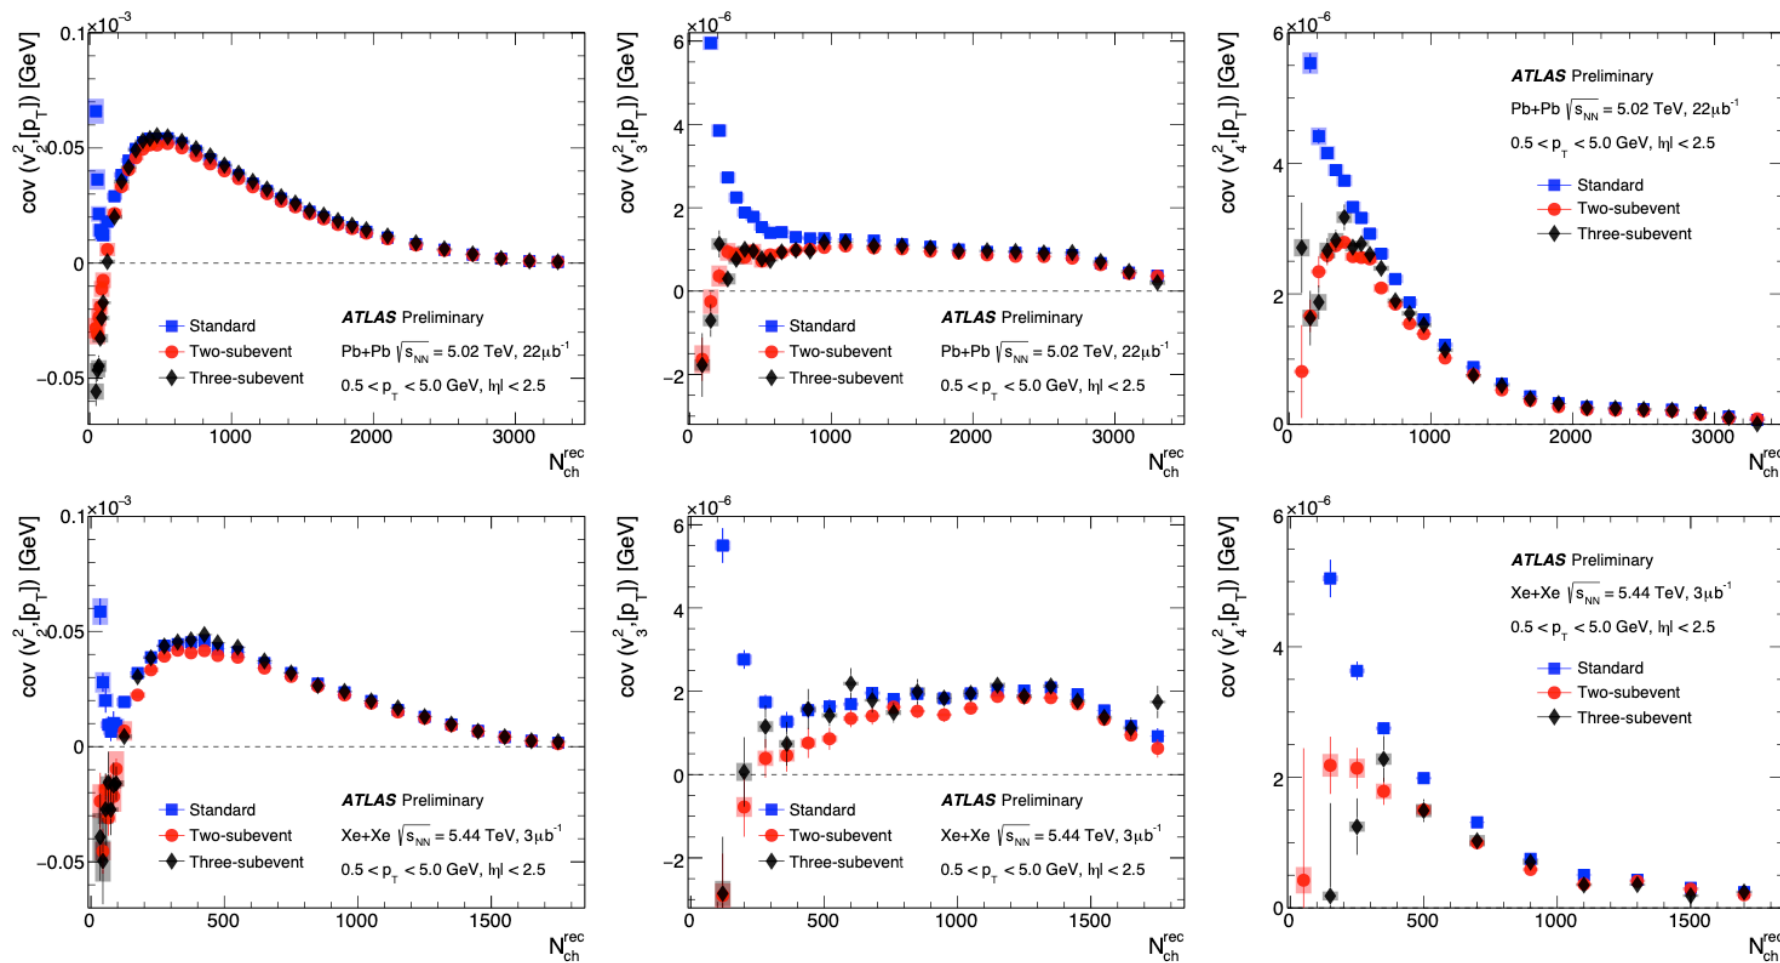 ×10⁻³
0.1
0.05
0
−0.05
cov (v₂²,[p_T]) [GeV]
Standard
Two-subevent
Three-subevent
ATLAS Preliminary
Pb+Pb √s_NN = 5.02 TeV, 22μb⁻¹
0.5 < p_T < 5.0 GeV, |η| < 2.5
0 1000 2000 3000
N_ch^rec
×10⁻⁶
6
4
2
0
−2
cov (v₃²,[p_T]) [GeV]
Standard
Two-subevent
Three-subevent
ATLAS Preliminary
Pb+Pb √s_NN = 5.02 TeV, 22μb⁻¹
0.5 < p_T < 5.0 GeV, |η| < 2.5
0 1000 2000 3000
N_ch^rec
×10⁻⁶
6
4
2
0
cov (v₄²,[p_T]) [GeV]
ATLAS Preliminary
Pb+Pb √s_NN = 5.02 TeV, 22μb⁻¹
0.5 < p_T < 5.0 GeV, |η| < 2.5
Standard
Two-subevent
Three-subevent
0 1000 2000 3000
N_ch^rec
×10⁻³
0.1
0.05
0
−0.05
cov (v₂²,[p_T]) [GeV]
Standard
Two-subevent
Three-subevent
ATLAS Preliminary
Xe+Xe √s_NN = 5.44 TeV, 3μb⁻¹
0.5 < p_T < 5.0 GeV, |η| < 2.5
0 500 1000 1500
N_ch^rec
×10⁻⁶
6
4
2
0
−2
cov (v₃²,[p_T]) [GeV]
Standard
Two-subevent
Three-subevent
ATLAS Preliminary
Xe+Xe √s_NN = 5.44 TeV, 3μb⁻¹
0.5 < p_T < 5.0 GeV, |η| < 2.5
0 500 1000 1500
N_ch^rec
×10⁻⁶
6
4
2
0
cov (v₄²,[p_T]) [GeV]
ATLAS Preliminary
Xe+Xe √s_NN = 5.44 TeV, 3μb⁻¹
0.5 < p_T < 5.0 GeV, |η| < 2.5
Standard
Two-subevent
Three-subevent
0 500 1000 1500
N_ch^rec